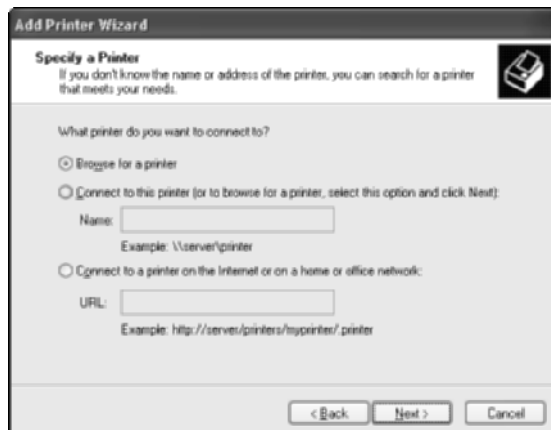 Add Printer Wizard
Specify a Printer
If you don't know the name or address of the printer, you can search for a printer
that meets your needs.
What printer do you want to connect to?
Browse for a printer
Connect to this printer (or to browse for a printer, select this option and click Next):
Name:
Example: \\server\printer
Connect to a printer on the Internet or on a home or office network:
URL:
Example: http://server/printers/myprinter/.printer
< Back
Next >
Cancel